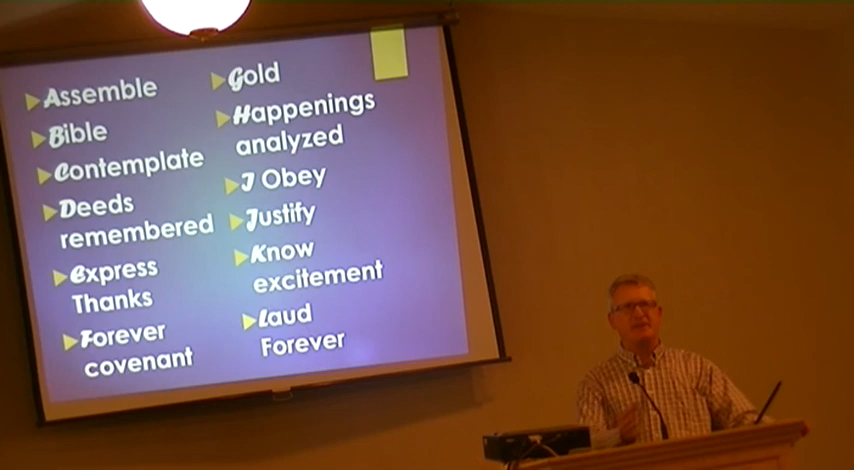 Assemble
Bible
Contemplate
Deeds
remembered
Express
Thanks
Forever
covenant
Gold
Happenings
analyzed
I Obey
Justify
Know
excitement
Laud
Forever